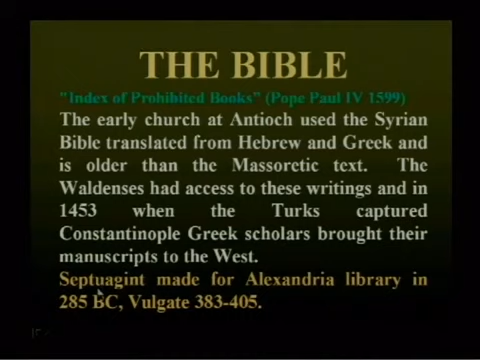 THE BIBLE
"Index of Prohibited Books" (Pope Paul IV 1599)
The early church at Antioch used the Syrian
Bible translated from Hebrew and Greek and
is older than the Massoretic text. The
Waldenses had access to these writings and in
1453 when the Turks captured
Constantinople Greek scholars brought their
manuscripts to the West.
Septuagint made for Alexandria library in
285 BC, Vulgate 383-405.